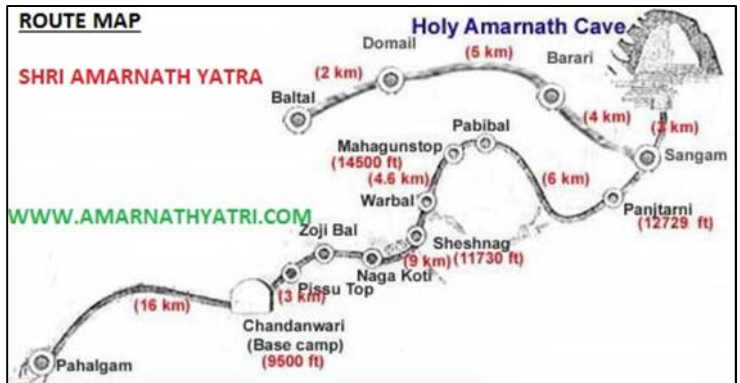 ROUTE MAP
Holy Amarnath Cave
Domail
(5 km)
Barari
SHRI AMARNATH YATRA
(2 km)
Baltal
(4 km)
(3 km)
Pabibal
Mahagunstop
(14500 ft)
Sangam
(4.6 km)
(6 km)
Warbal
Panjtarni
(12729 ft)
WWW.AMARNATHYATRI.COM
Zoji Bal
Sheshnag
(11730 ft)
(9 km)
Naga Koti
Pissu Top
(3 km)
(16 km)
Chandanwari
(Base camp)
(9500 ft)
Pahalgam